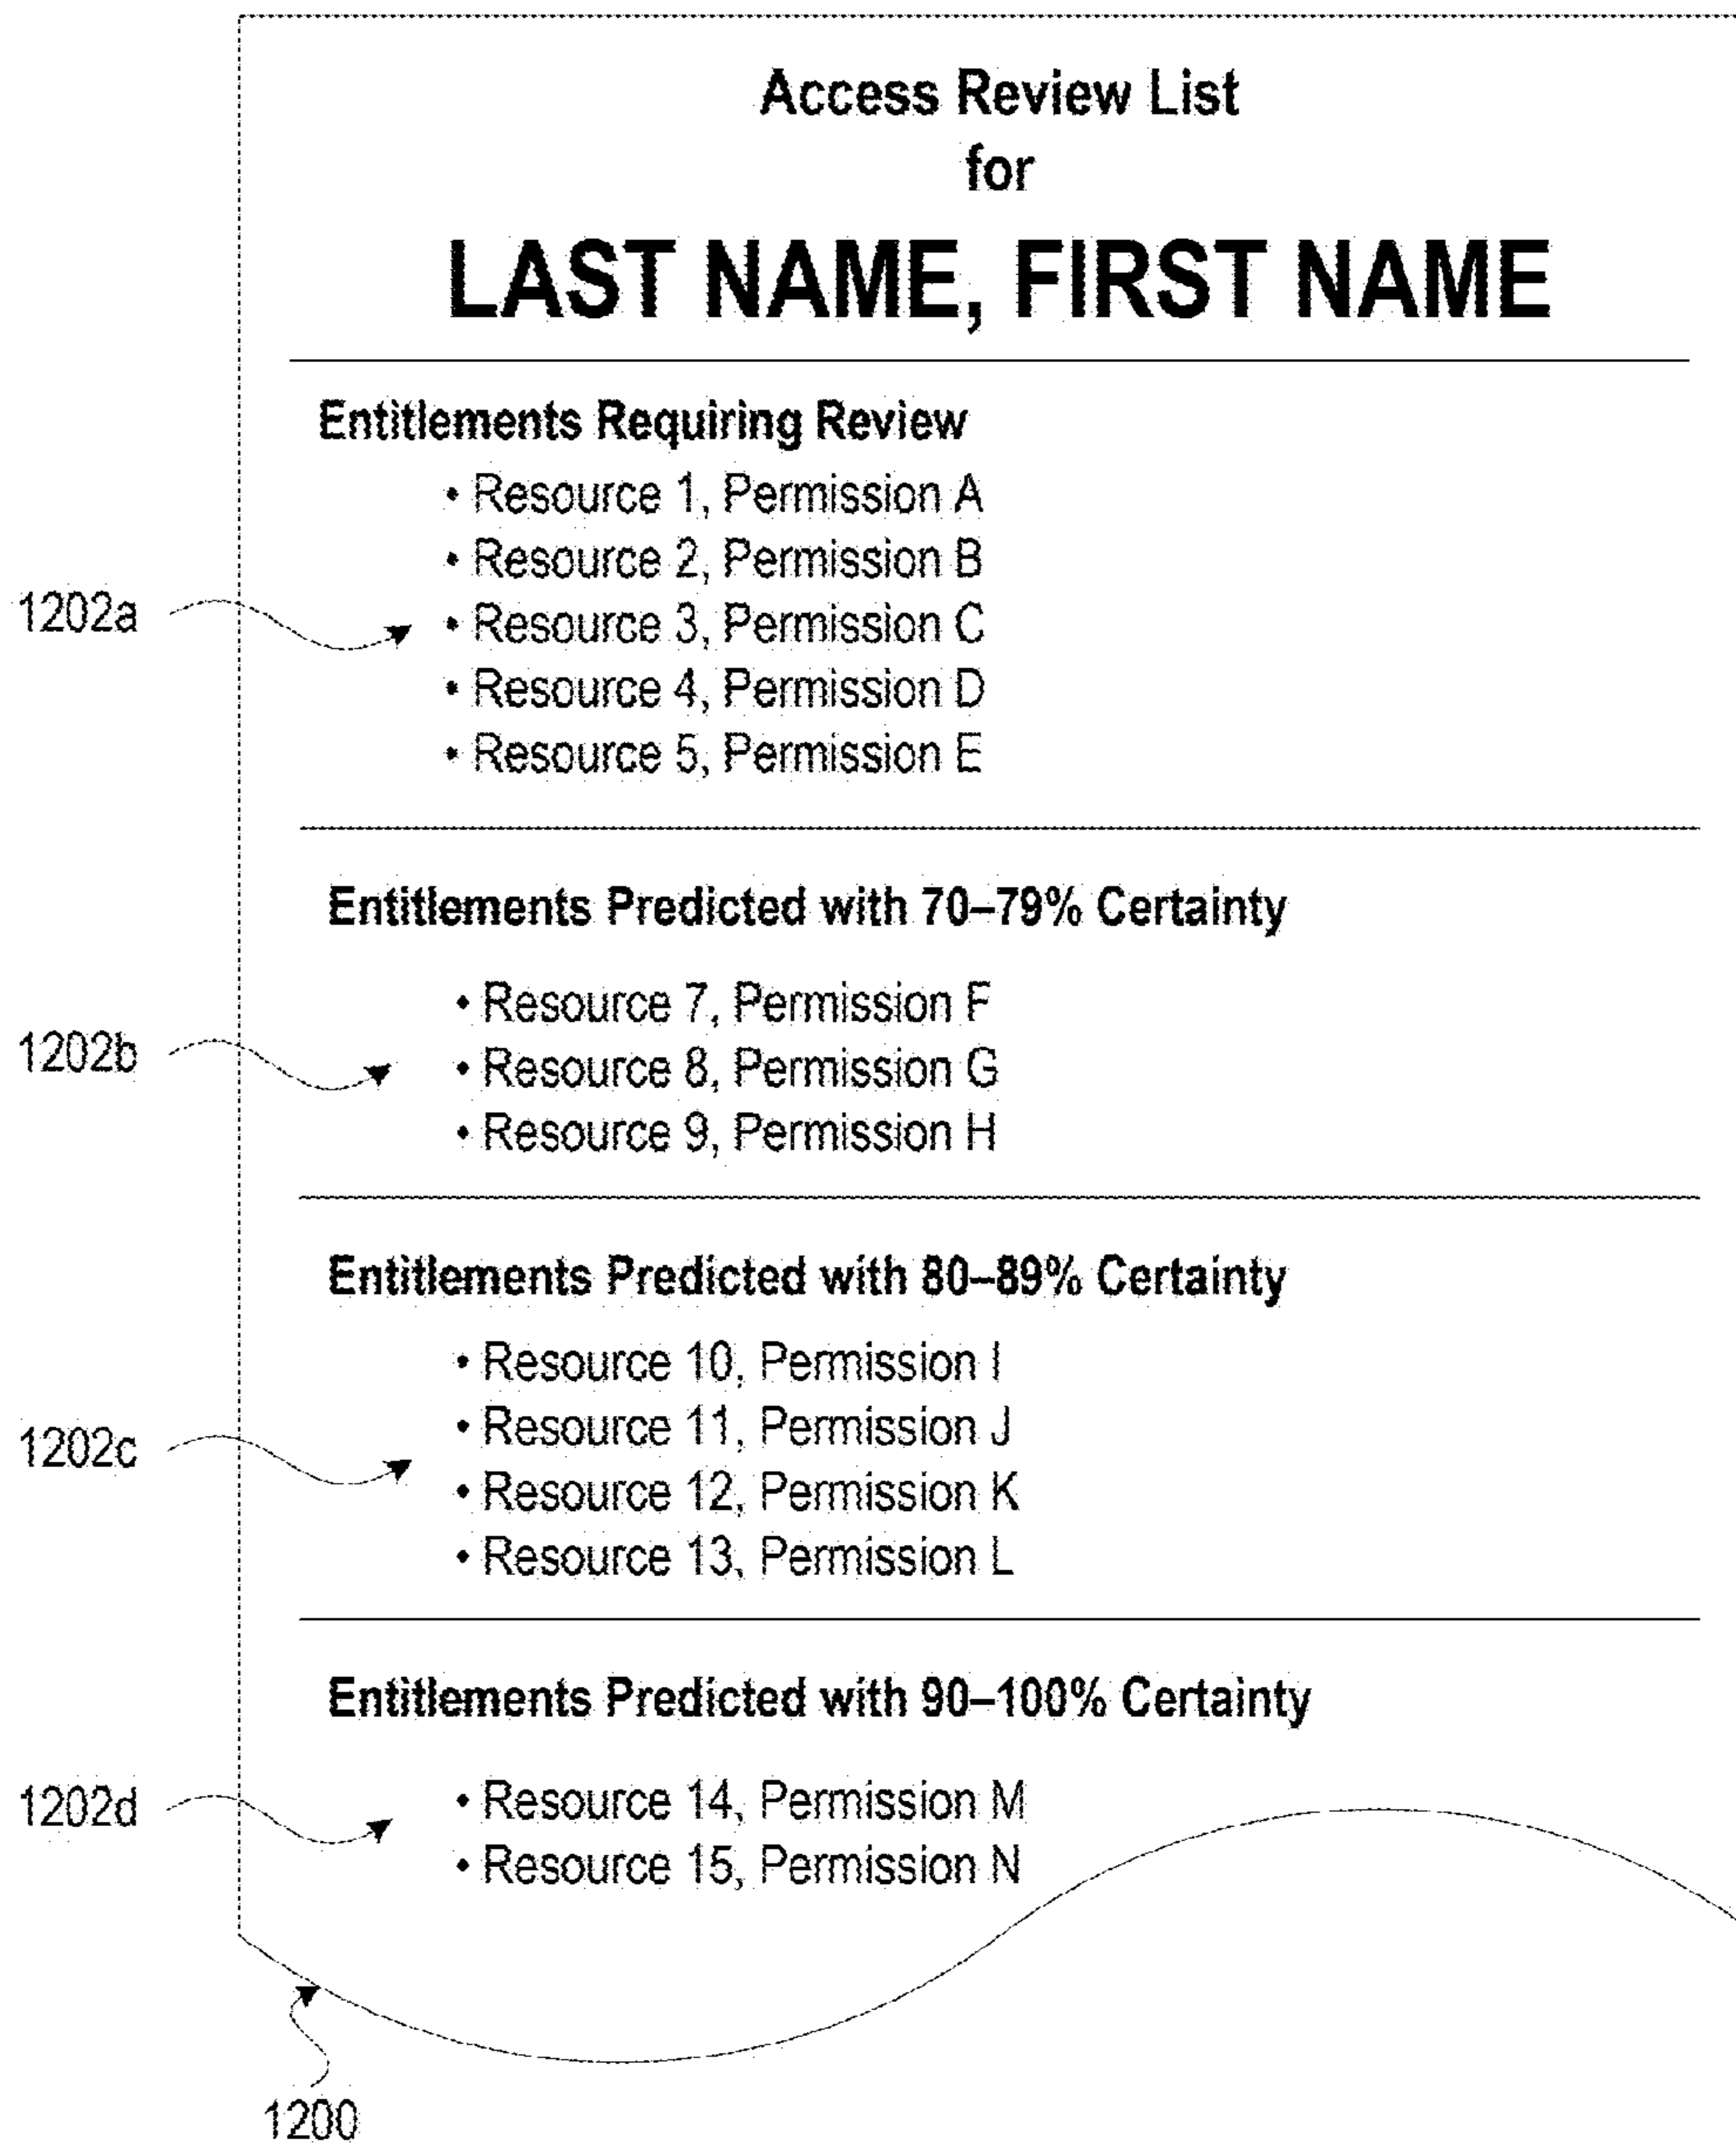 Access Review List
for
LAST NAME, FIRST NAME
Entitlements Requiring Review
• Resource 1, Permission A
• Resource 2, Permission B
1202a
• Resource 3, Permission C
• Resource 4, Permission D
• Resource 5, Permission E
Entitlements Predicted with 70–79% Certainty
• Resource 7, Permission F
1202b
• Resource 8, Permission G
• Resource 9, Permission H
Entitlements Predicted with 80–89% Certainty
• Resource 10, Permission I
• Resource 11, Permission J
1202c
• Resource 12, Permission K
• Resource 13, Permission L
Entitlements Predicted with 90–100% Certainty
1202d
• Resource 14, Permission M
• Resource 15, Permission N
1200